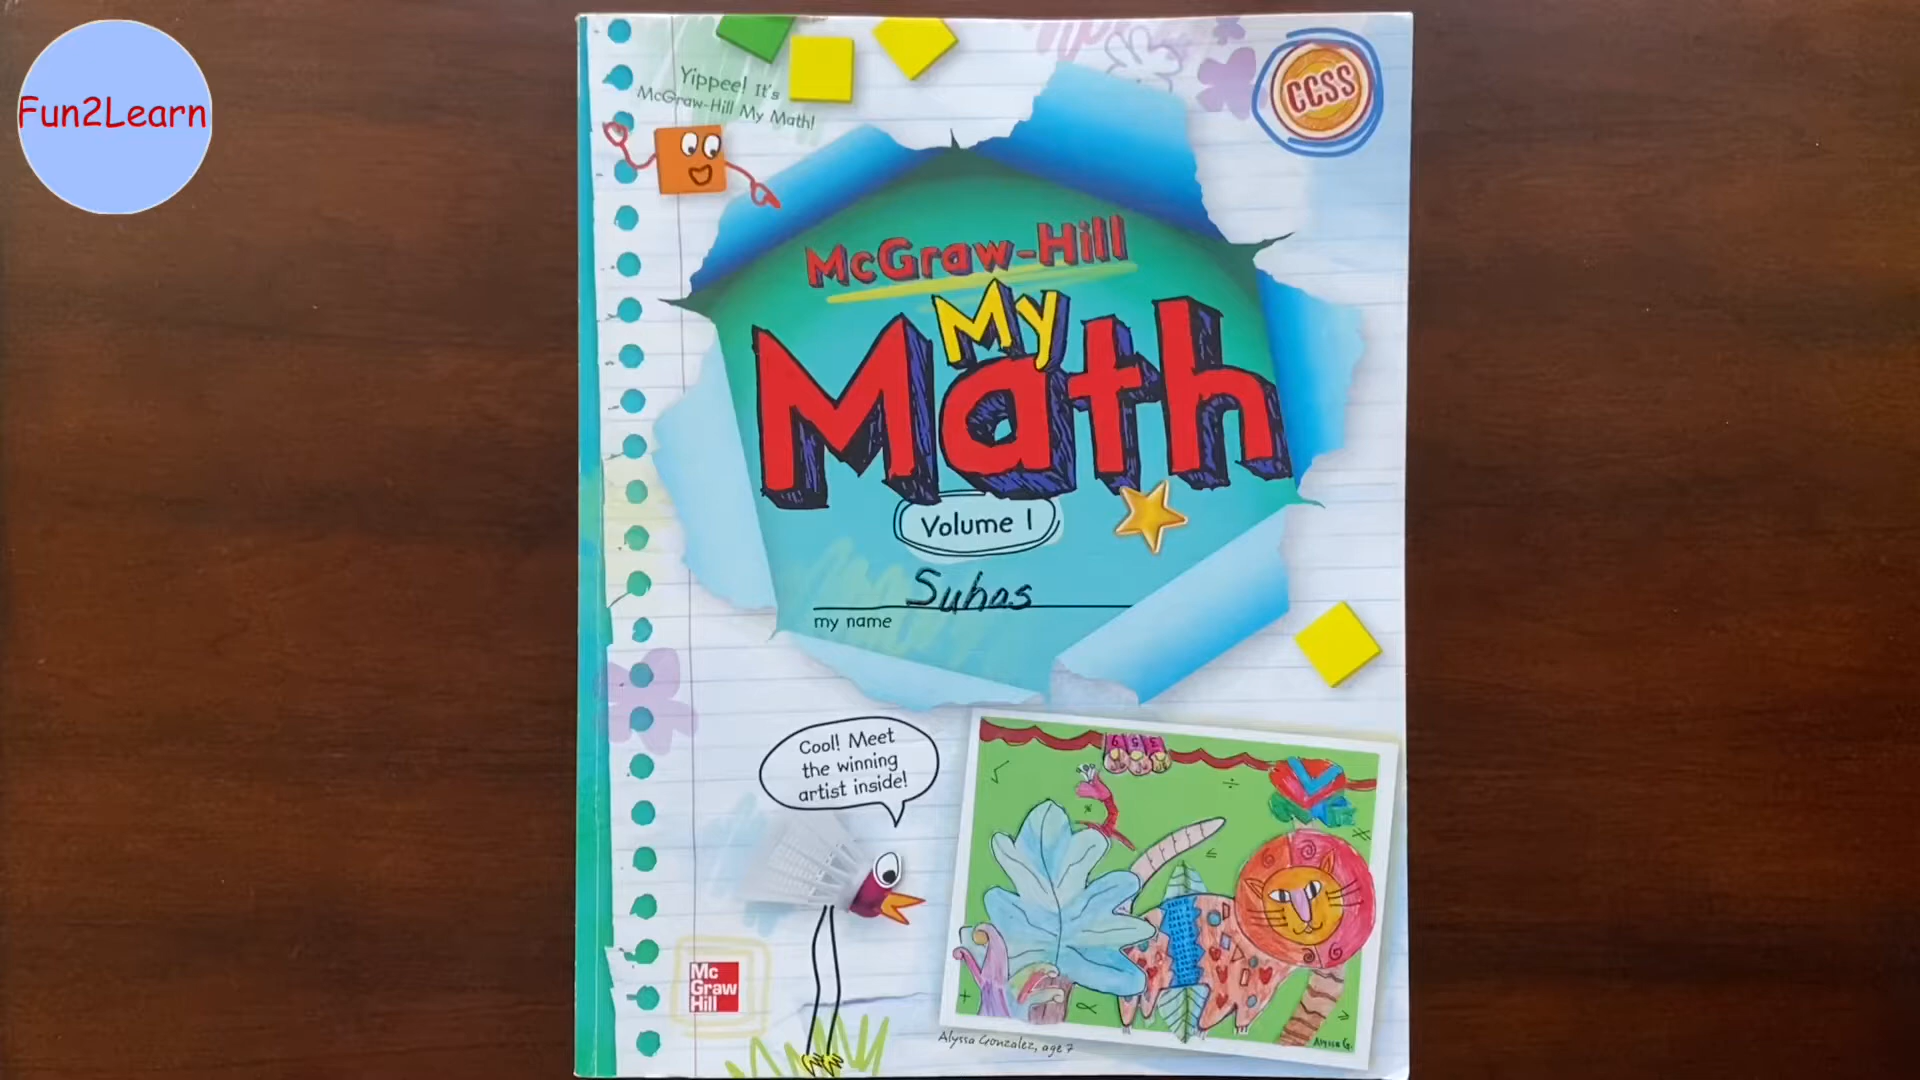 Fun2Learn
Yippee! It's
McGraw-Hill My Math!
CCSS
McGraw-Hill
My
Math
Volume 1
Suhas
my name
Cool! Meet
the winning
artist inside!
Mc
Graw
Hill
Alyssa Gonzalez, age 7
Alyssa G.